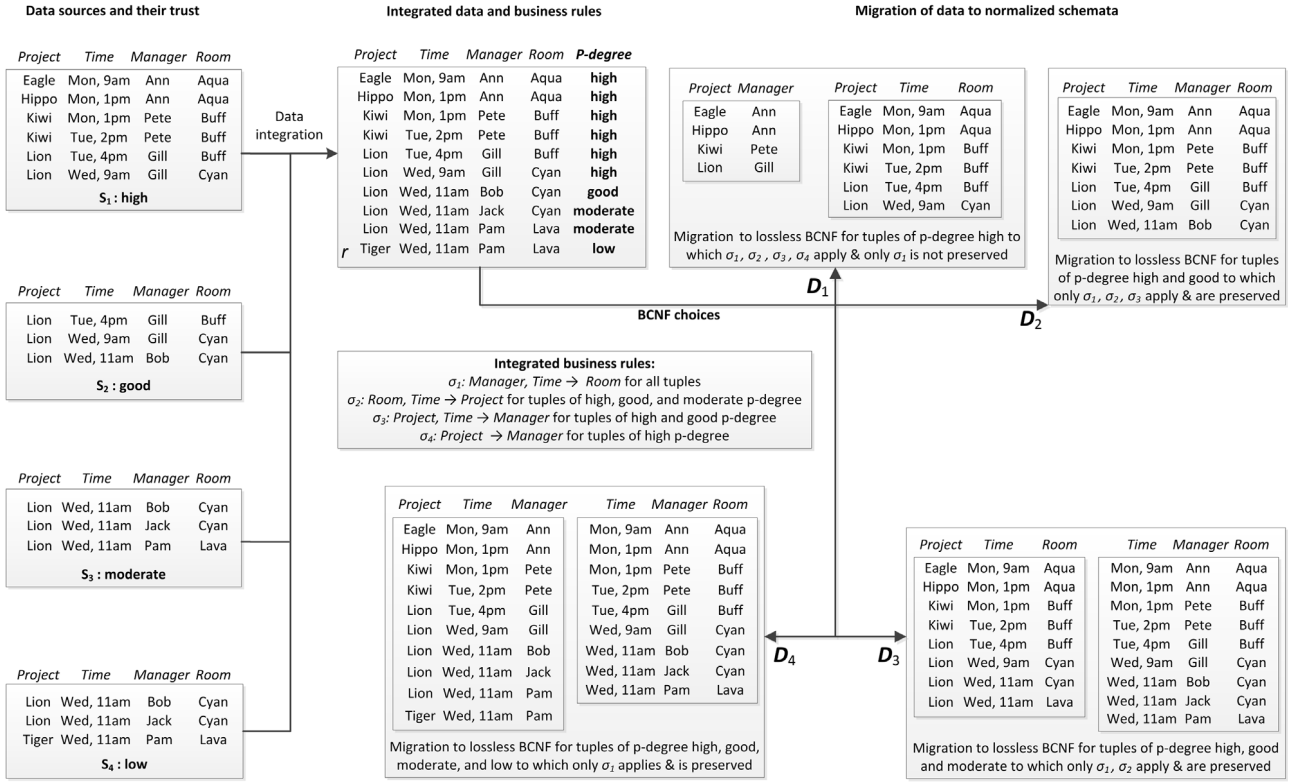 Data sources and their trust
Project Time Manager Room
Eagle Mon, 9am Ann Aqua
Hippo Mon, 1pm Ann Aqua
Kiwi Mon, 1pm Pete Buff
Kiwi Tue, 2pm Pete Buff
Lion Tue, 4pm Gill Buff
Lion Wed, 9am Gill Cyan
S1 : high
Project Time Manager Room
Lion Tue, 4pm Gill Buff
Lion Wed, 9am Gill Cyan
Lion Wed, 11am Bob Cyan
S2 : good
Project Time Manager Room
Lion Wed, 11am Bob Cyan
Lion Wed, 11am Jack Cyan
Lion Wed, 11am Pam Lava
S3 : moderate
Project Time Manager Room
Lion Wed, 11am Bob Cyan
Lion Wed, 11am Jack Cyan
Tiger Wed, 11am Pam Lava
S4 : low
Data
integration
Integrated data and business rules
Project Time Manager Room P-degree
Eagle Mon, 9am Ann Aqua high
Hippo Mon, 1pm Ann Aqua high
Kiwi Mon, 1pm Pete Buff high
Kiwi Tue, 2pm Pete Buff high
Lion Tue, 4pm Gill Buff high
Lion Wed, 9am Gill Cyan high
Lion Wed, 11am Bob Cyan good
Lion Wed, 11am Jack Cyan moderate
Lion Wed, 11am Pam Lava moderate
r Tiger Wed, 11am Pam Lava low
BCNF choices
Integrated business rules:
σ1: Manager, Time → Room for all tuples
σ2: Room, Time → Project for tuples of high, good, and moderate p-degree
σ3: Project, Time → Manager for tuples of high and good p-degree
σ4: Project → Manager for tuples of high p-degree
Migration of data to normalized schemata
Project Manager
Eagle Ann
Hippo Ann
Kiwi Pete
Lion Gill
Project Time Room
Eagle Mon, 9am Aqua
Hippo Mon, 1pm Aqua
Kiwi Mon, 1pm Buff
Kiwi Tue, 2pm Buff
Lion Tue, 4pm Buff
Lion Wed, 9am Cyan
Migration to lossless BCNF for tuples of p-degree high to
which σ1, σ2 , σ3, σ4 apply & only σ1 is not preserved
D1
Project Time Manager Room
Eagle Mon, 9am Ann Aqua
Hippo Mon, 1pm Ann Aqua
Kiwi Mon, 1pm Pete Buff
Kiwi Tue, 2pm Pete Buff
Lion Tue, 4pm Gill Buff
Lion Wed, 9am Gill Cyan
Lion Wed, 11am Bob Cyan
Migration to lossless BCNF for tuples
of p-degree high and good to which
only σ1, σ2, σ3 apply & are preserved
D2
Project Time Manager
Eagle Mon, 9am Ann
Hippo Mon, 1pm Ann
Kiwi Mon, 1pm Pete
Kiwi Tue, 2pm Pete
Lion Tue, 4pm Gill
Lion Wed, 9am Gill
Lion Wed, 11am Bob
Lion Wed, 11am Jack
Lion Wed, 11am Pam
Tiger Wed, 11am Pam
Time Manager Room
Mon, 9am Ann Aqua
Mon, 1pm Ann Aqua
Mon, 1pm Pete Buff
Tue, 2pm Pete Buff
Tue, 4pm Gill Buff
Wed, 9am Gill Cyan
Wed, 11am Bob Cyan
Wed, 11am Jack Cyan
Wed, 11am Pam Lava
Migration to lossless BCNF for tuples of p-degree high, good,
moderate, and low to which only σ1 applies & is preserved
D4
D3
Project Time Room
Eagle Mon, 9am Aqua
Hippo Mon, 1pm Aqua
Kiwi Mon, 1pm Buff
Kiwi Tue, 2pm Buff
Lion Tue, 4pm Buff
Lion Wed, 9am Cyan
Lion Wed, 11am Cyan
Lion Wed, 11am Lava
Time Manager Room
Mon, 9am Ann Aqua
Mon, 1pm Ann Aqua
Mon, 1pm Pete Buff
Tue, 2pm Pete Buff
Tue, 4pm Gill Buff
Wed, 9am Gill Cyan
Wed, 11am Bob Cyan
Wed, 11am Jack Cyan
Wed, 11am Pam Lava
Migration to lossless BCNF for tuples of p-degree high, good
and moderate to which only σ1, σ2 apply & are preserved